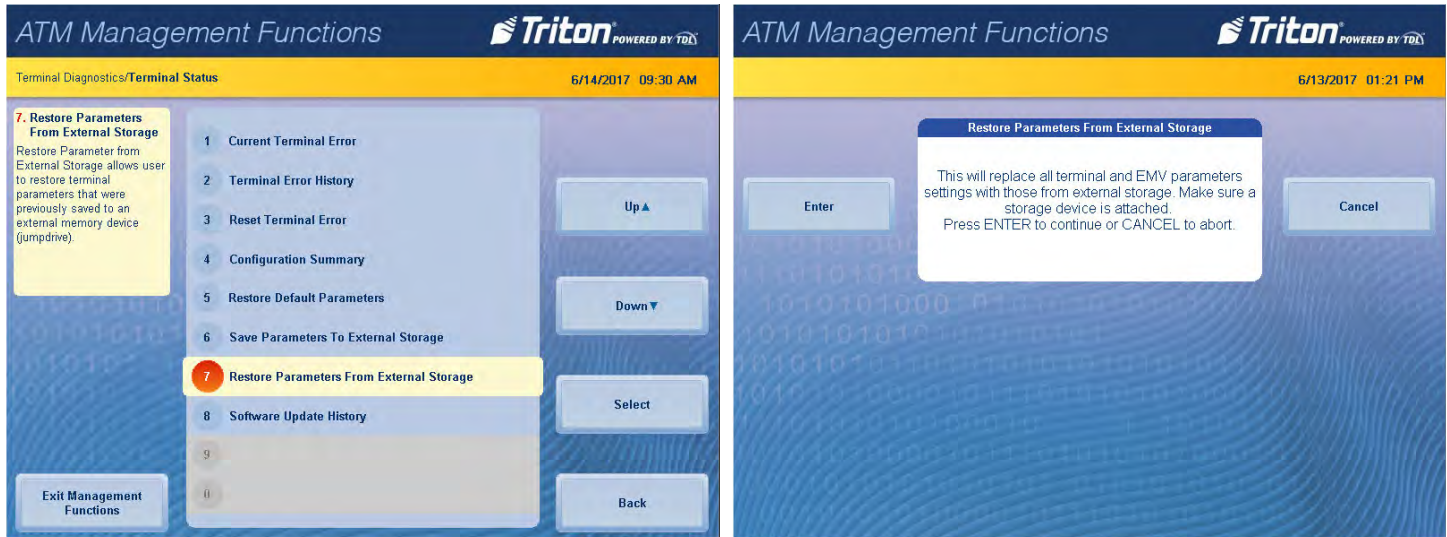 ATM Management Functions
Triton POWERED BY TDL
Terminal Diagnostics/Terminal Status
6/14/2017 09:30 AM
7. Restore Parameters
From External Storage
Restore Parameter from
External Storage allows user
to restore terminal
parameters that were
previously saved to an
external memory device
(jumpdrive).
1 Current Terminal Error
2 Terminal Error History
3 Reset Terminal Error
4 Configuration Summary
5 Restore Default Parameters
6 Save Parameters To External Storage
7 Restore Parameters From External Storage
8 Software Update History
9
0
Up▲
Down▼
Select
Back
Exit Management
Functions
ATM Management Functions
Triton POWERED BY TDL
6/13/2017 01:21 PM
Restore Parameters From External Storage
This will replace all terminal and EMV parameters
settings with those from external storage. Make sure a
storage device is attached.
Press ENTER to continue or CANCEL to abort.
Enter
Cancel